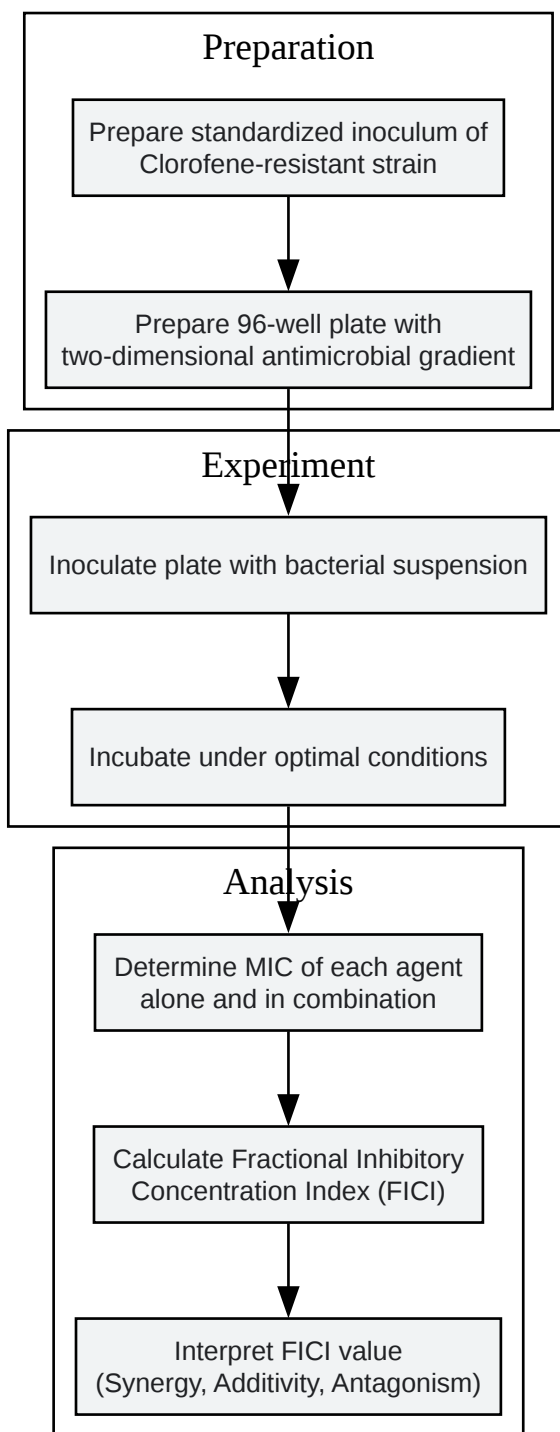 Preparation
Prepare standardized inoculum of
Clorofene-resistant strain
Prepare 96-well plate with
two-dimensional antimicrobial gradient
Experiment
Inoculate plate with bacterial suspension
Incubate under optimal conditions
Analysis
Determine MIC of each agent
alone and in combination
Calculate Fractional Inhibitory
Concentration Index (FICI)
Interpret FICI value
(Synergy, Additivity, Antagonism)